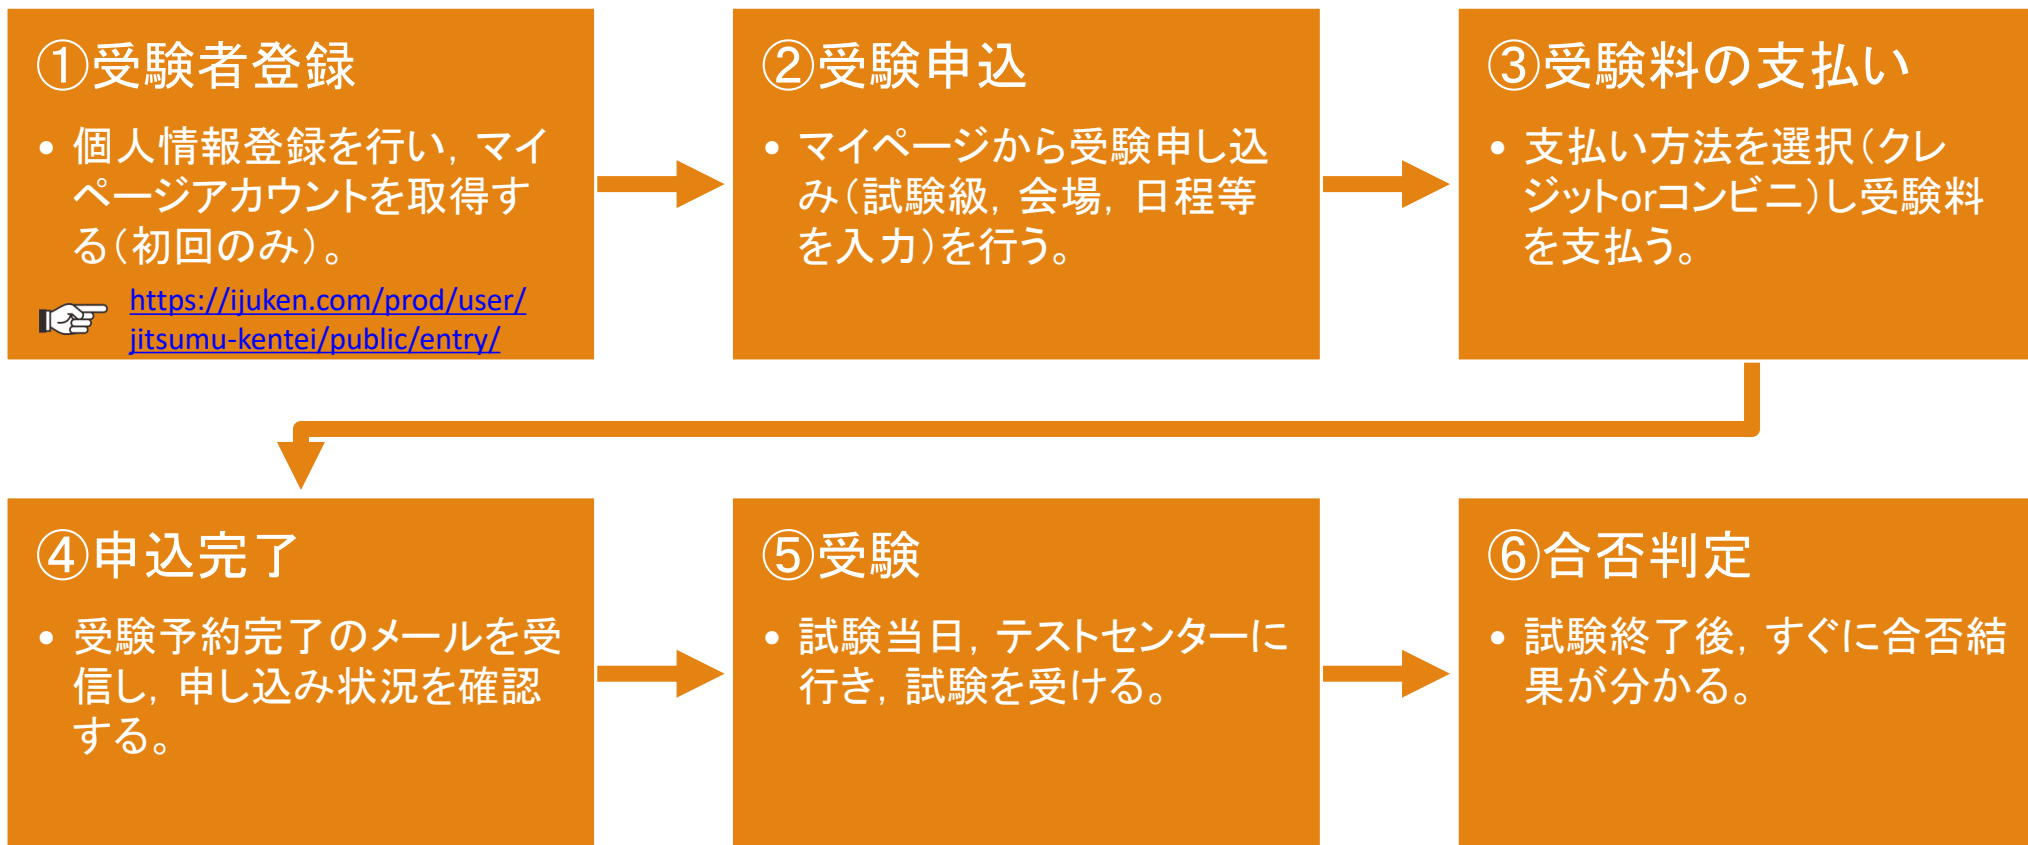 ①受験者登録
• 個人情報登録を行い，マイ
ページアカウントを取得す
る（初回のみ）。
https://ijuken.com/prod/user/
jitsumu-kentei/public/entry/
②受験申込
• マイページから受験申し込
み（試験級，会場，日程等
を入力）を行う。
③受験料の支払い
• 支払い方法を選択（クレ
ジットorコンビニ）し受験料
を支払う。
④申込完了
• 受験予約完了のメールを受
信し，申し込み状況を確認
する。
⑤受験
• 試験当日，テストセンターに
行き，試験を受ける。
⑥合否判定
• 試験終了後，すぐに合否結
果が分かる。